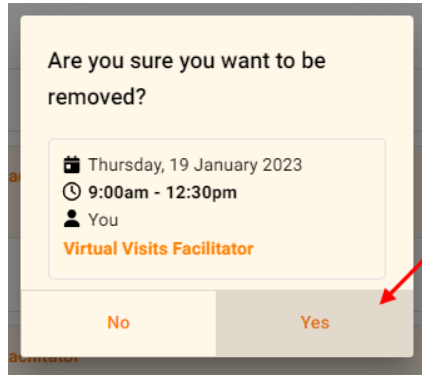 Are you sure you want to be
removed?
Thursday, 19 January 2023
9:00am - 12:30pm
You
Virtual Visits Facilitator
No
Yes